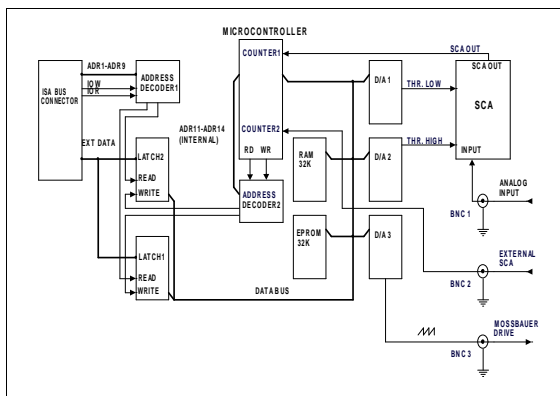 MICROCONTROLLER
ADR1-ADR9
ISA BUS
CONNECTOR
IOW
IOR
ADDRESS
DECODER1
COUNTER1
SCA OUT
SCA OUT
D/A 1
THR. LOW
SCA
EXT DATA
ADR11-ADR14
(INTERNAL)
COUNTER2
LATCH2
READ
WRITE
RD WR
RAM
32K
D/A 2
THR. HIGH
INPUT
ADDRESS
DECODER2
ANALOG
INPUT
BNC 1
EPROM
32K
D/A 3
LATCH1
READ
WRITE
DATABUS
EXTERNAL
SCA
BNC 2
MOSSBAUER
DRIVE
BNC 3